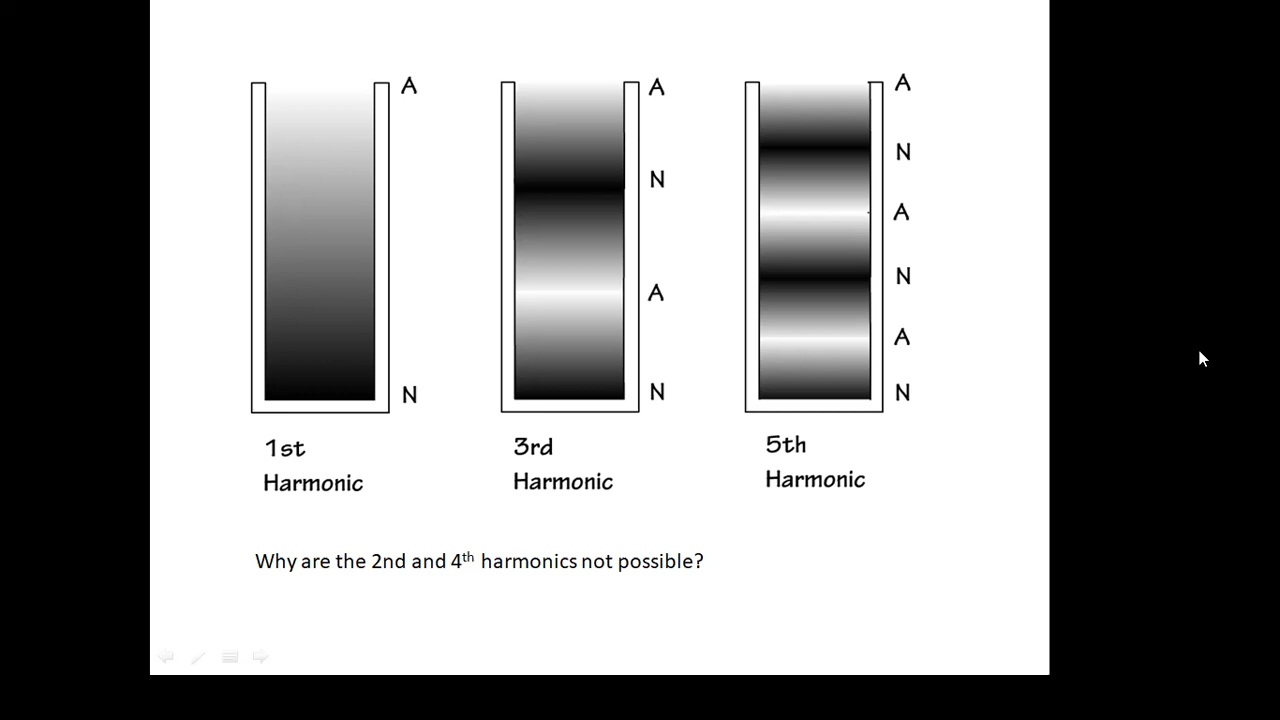 A A A
N N
A
N N
A
A
N N N
1st 3rd 5th
Harmonic Harmonic Harmonic
Why are the 2nd and 4th harmonics not possible?